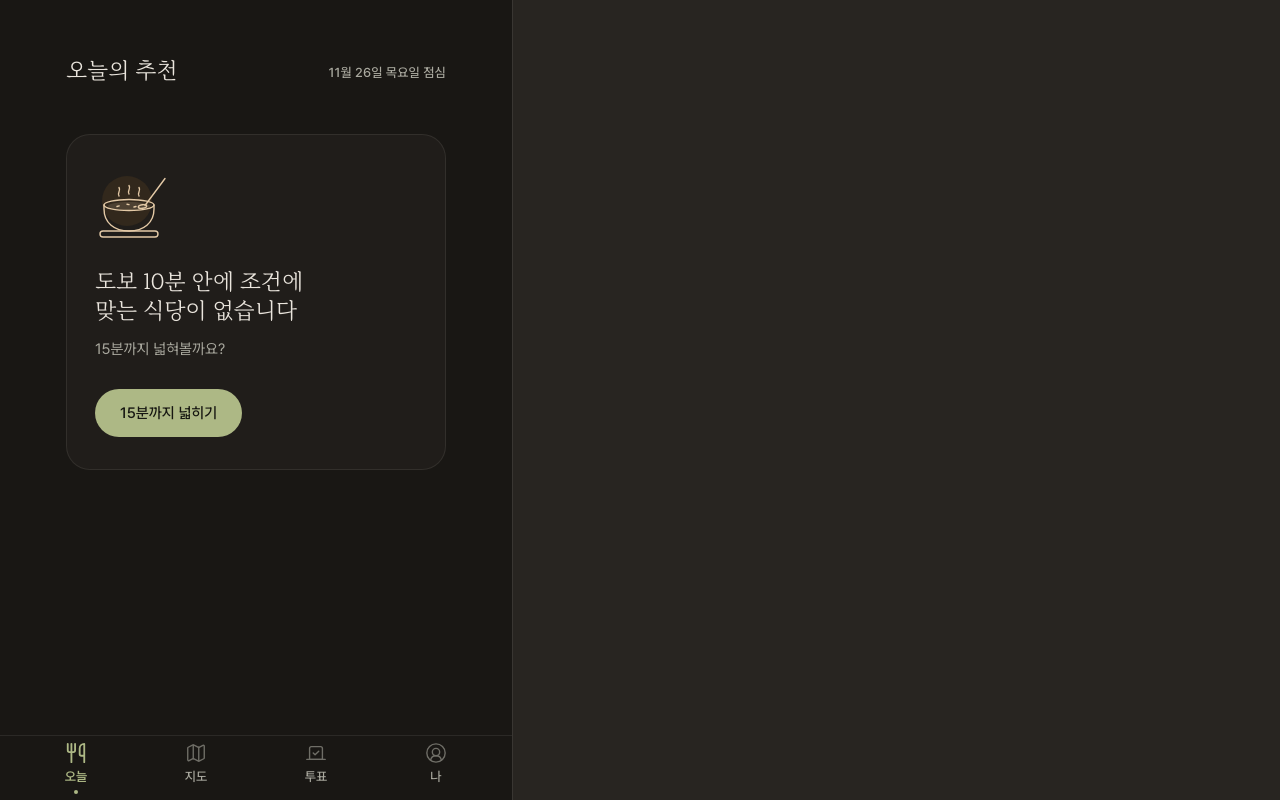 오늘의 추천
11월 26일 목요일 점심
도보 10분 안에 조건에
맞는 식당이 없습니다
15분까지 넓혀볼까요?
15분까지 넓히기
오늘
지도
투표
나